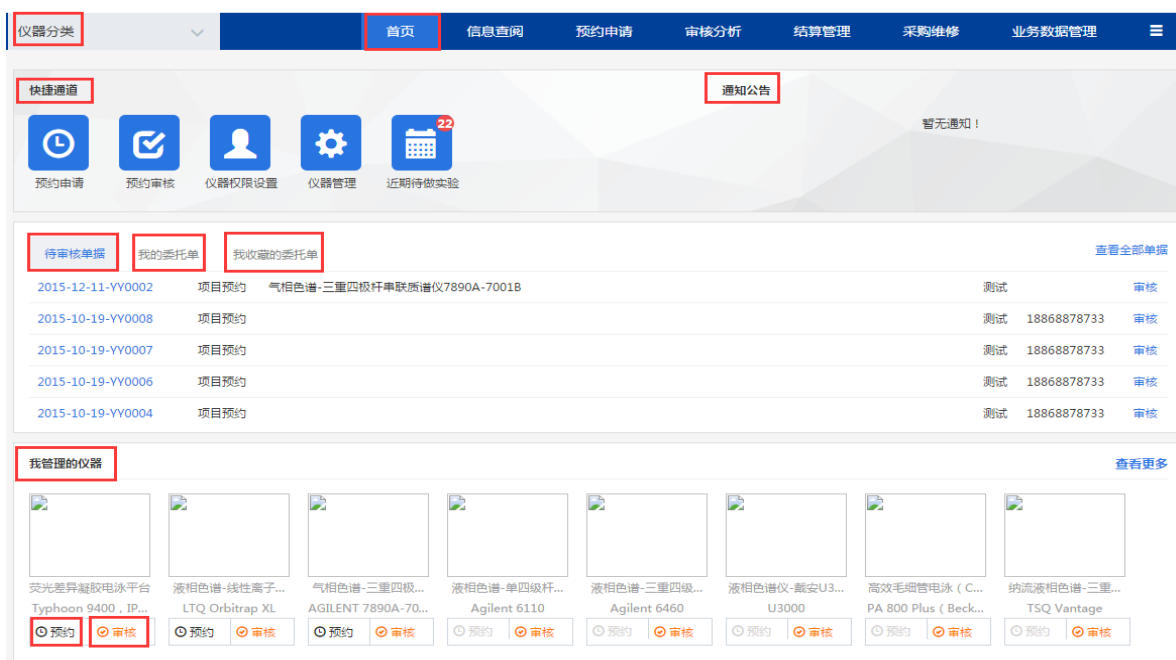 仪器分类 首页 信息查阅 预约申请 审核分析 结算管理 采购维修 业务数据管理
快捷通道 通知公告
暂无通知！
22
预约申请 预约审核 仪器权限设置 仪器管理 近期待做实验
待审核单据 我的委托单 我收藏的委托单 查看全部单据
2015-12-11-YY0002 项目预约 气相色谱-三重四极杆串联质谱仪7890A-7001B 测试 审核
2015-10-19-YY0008 项目预约 测试 18868878733 审核
2015-10-19-YY0007 项目预约 测试 18868878733 审核
2015-10-19-YY0006 项目预约 测试 18868878733 审核
2015-10-19-YY0004 项目预约 测试 18868878733 审核
我管理的仪器 查看更多
荧光差异凝胶电泳平台 液相色谱-线性离子... 气相色谱-三重四极... 液相色谱-单四级杆... 液相色谱-三重四级... 液相色谱仪-戴安U3... 高效毛细管电泳（C... 纳流液相色谱-三重...
Typhoon 9400，IP... LTQ Orbitrap XL AGILENT 7890A-70... Agilent 6110 Agilent 6460 U3000 PA 800 Plus ( Beck... TSQ Vantage
预约 审核 预约 审核 预约 审核 预约 审核 预约 审核 预约 审核 预约 审核 预约 审核